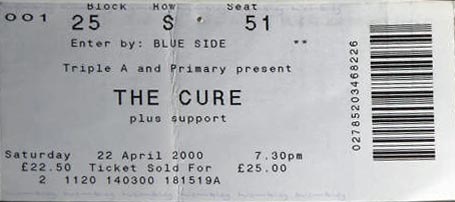 Block Row Seat
001 25 S 51
Enter by: BLUE SIDE **
Triple A and Primary present
THE CURE
plus support
Saturday 22 April 2000 7.30pm
£22.50 Ticket Sold For £25.00
2 1120 140300 181519A
02785203468226